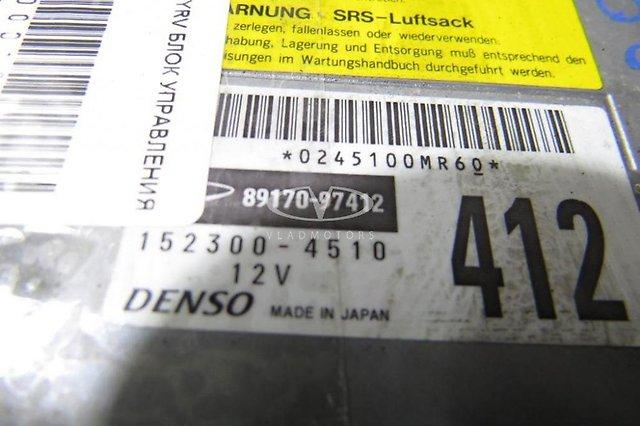 ARNUNG - SRS-Luftsack
zerlegen, fallenlassen oder wiederverwenden.
habung, Lagerung und Entsorgung muß entsprechend den
isungen im Wartungshandbuch durchgeführt werden.
YRV БЛОК УПРАВЛЕНИЯ
*0245100MR60*
89170-97412
VLADMOTORS
152300-4510
12V
412
DENSO MADE IN JAPAN